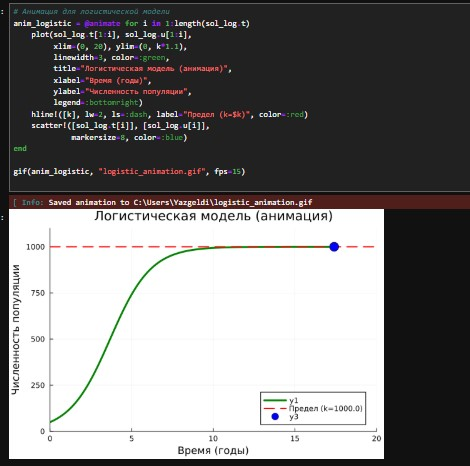 # Анимация для логистической модели
anim_logistic = @animate for i in 1:length(sol_log.t)
plot(sol_log.t[1:i], sol_log.u[1:i],
xlim=(0, 20), ylim=(0, k*1.1),
linewidth=3, color=:green,
title="Логистическая модель (анимация)",
xlabel="Время (годы)",
ylabel="Численность популяции",
legend=:bottomright)
hline!([k], lw=2, ls=:dash, label="Предел (k=$k)", color=:red)
scatter!([sol_log.t[i]], [sol_log.u[i]],
markersize=8, color=:blue)
end
gif(anim_logistic, "logistic_animation.gif", fps=15)
[ Info: Saved animation to C:\Users\Yazgeldi\logistic_animation.gif
Логистическая модель (анимация)
Численность популяции
1000
750
500
250
0
y1
Предел (k=1000.0)
y3
0 5 10 15 20
Время (годы)